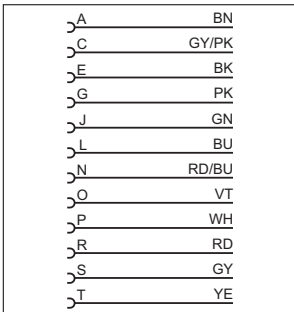 A BN
C GY/PK
E BK
G PK
J GN
L BU
N RD/BU
O VT
P WH
R RD
S GY
T YE